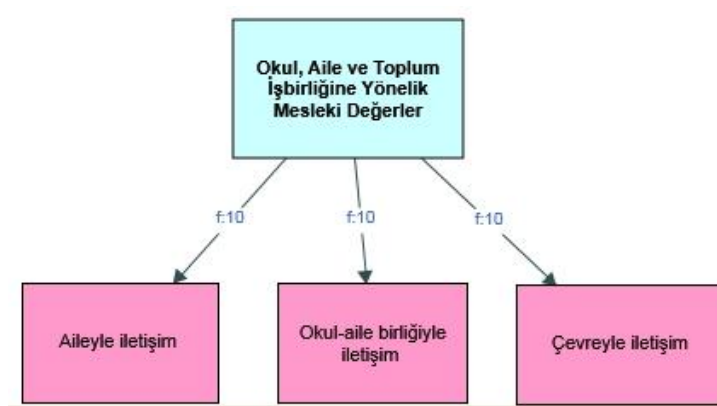 Okul, Aile ve Toplum
İşbirliğine Yönelik
Mesleki Değerler
f:10
f:10
f:10
Aileyle iletişim
Okul-aile birliğiyle
iletişim
Çevreyle iletişim